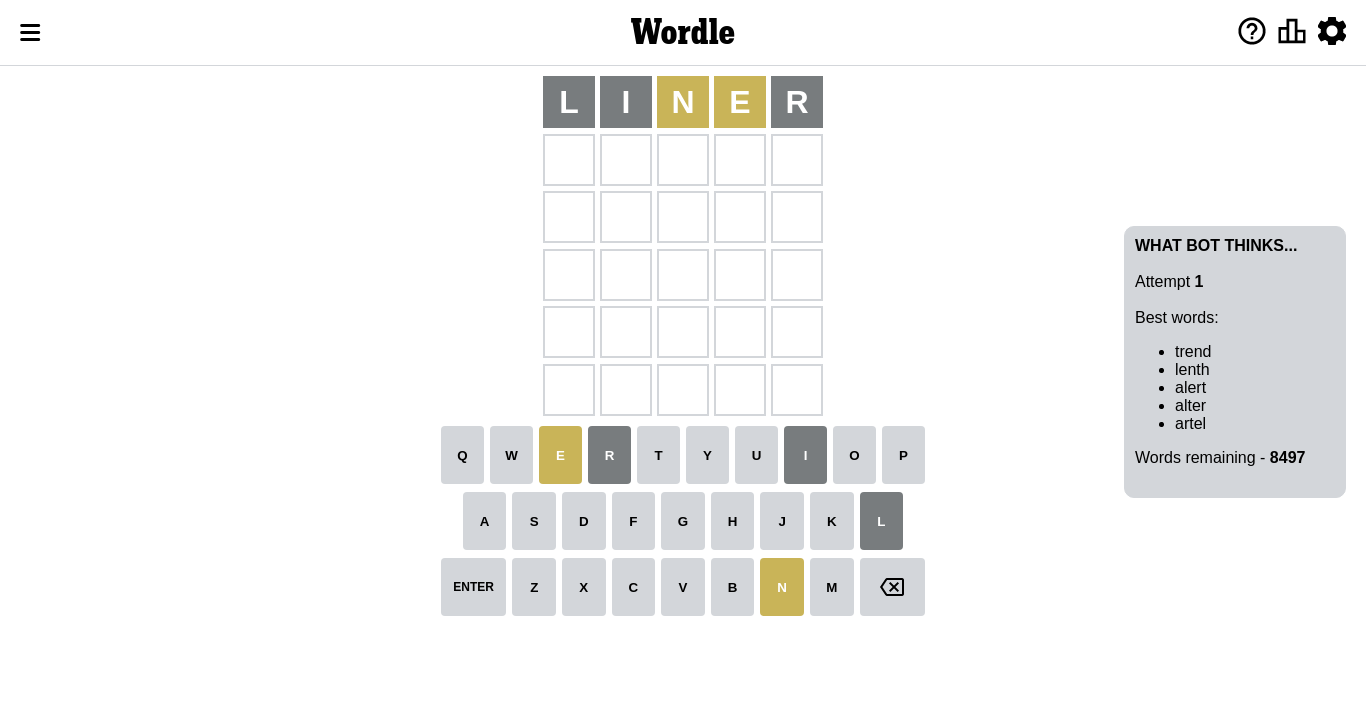 Wordle
L I N E R
WHAT BOT THINKS...
Attempt 1
Best words:
trend
lenth
alert
alter
artel
Words remaining - 8497
Q W E R T Y U I O P
A S D F G H J K L
ENTER Z X C V B N M